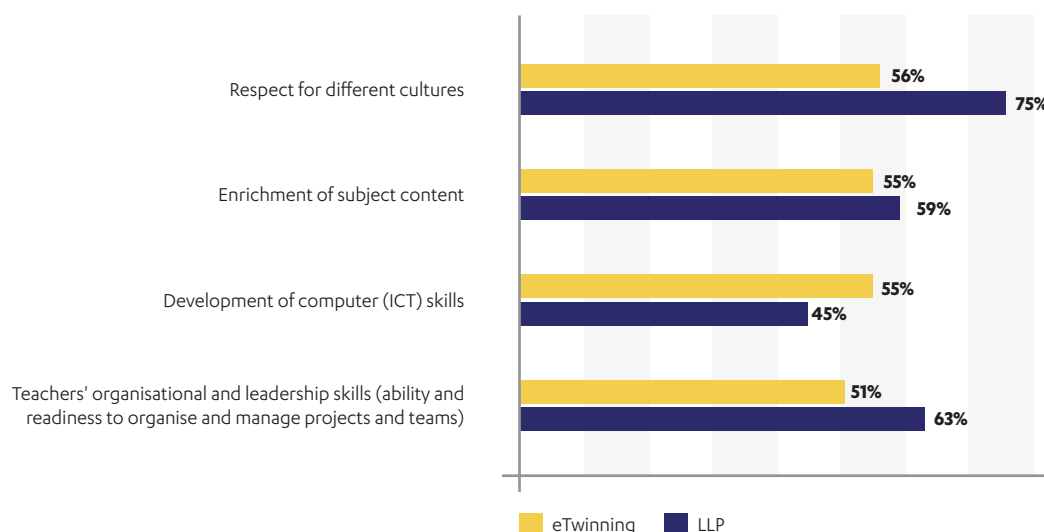 Respect for different cultures
56%
75%
Enrichment of subject content
55%
59%
Development of computer (ICT) skills
55%
45%
Teachers' organisational and leadership skills (ability and
readiness to organise and manage projects and teams)
51%
63%
eTwinning
LLP